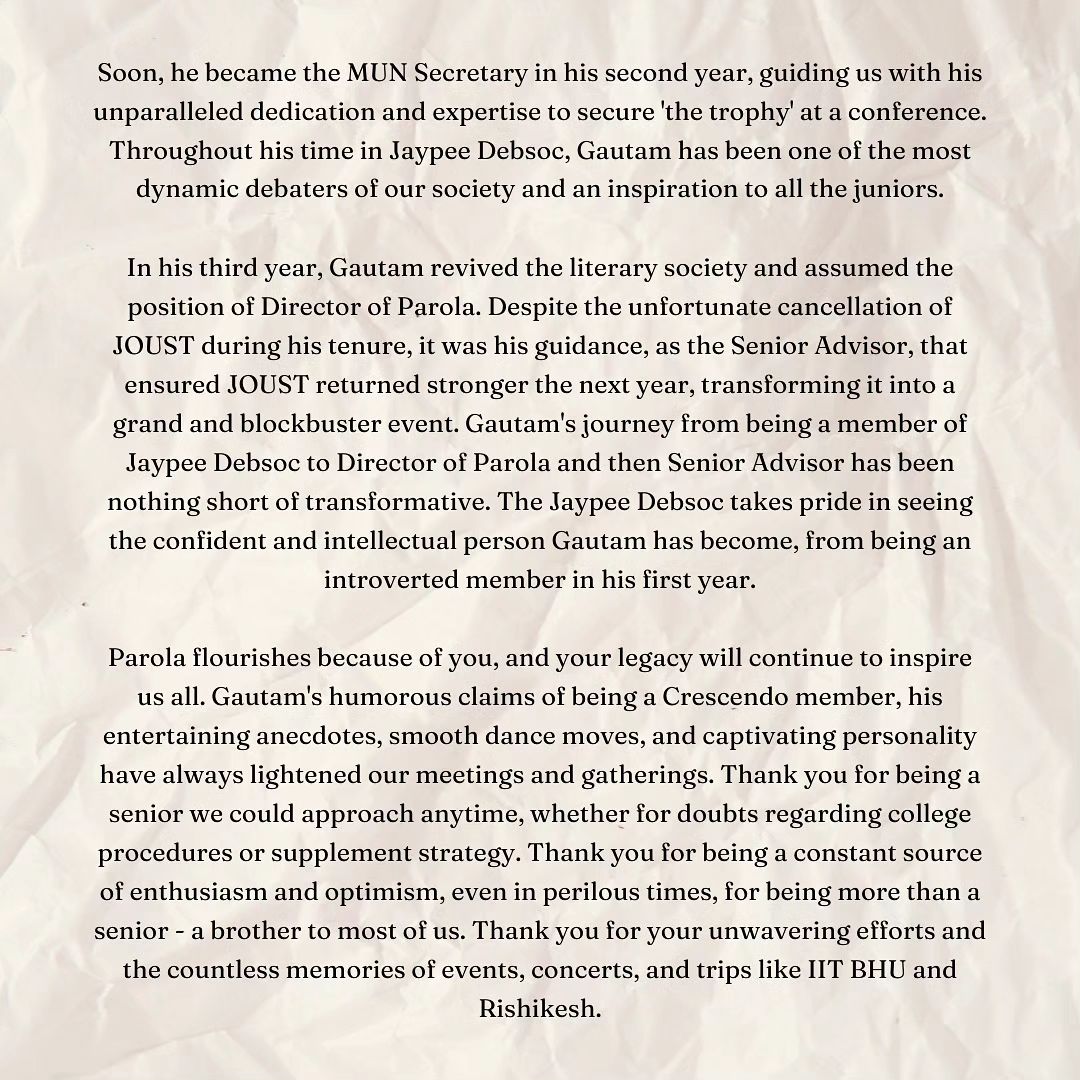 Soon, he became the MUN Secretary in his second year, guiding us with his
unparalleled dedication and expertise to secure 'the trophy' at a conference.
Throughout his time in Jaypee Debsoc, Gautam has been one of the most
dynamic debaters of our society and an inspiration to all the juniors.
In his third year, Gautam revived the literary society and assumed the
position of Director of Parola. Despite the unfortunate cancellation of
JOUST during his tenure, it was his guidance, as the Senior Advisor, that
ensured JOUST returned stronger the next year, transforming it into a
grand and blockbuster event. Gautam's journey from being a member of
Jaypee Debsoc to Director of Parola and then Senior Advisor has been
nothing short of transformative. The Jaypee Debsoc takes pride in seeing
the confident and intellectual person Gautam has become, from being an
introverted member in his first year.
Parola flourishes because of you, and your legacy will continue to inspire
us all. Gautam's humorous claims of being a Crescendo member, his
entertaining anecdotes, smooth dance moves, and captivating personality
have always lightened our meetings and gatherings. Thank you for being a
senior we could approach anytime, whether for doubts regarding college
procedures or supplement strategy. Thank you for being a constant source
of enthusiasm and optimism, even in perilous times, for being more than a
senior - a brother to most of us. Thank you for your unwavering efforts and
the countless memories of events, concerts, and trips like IIT BHU and
Rishikesh.